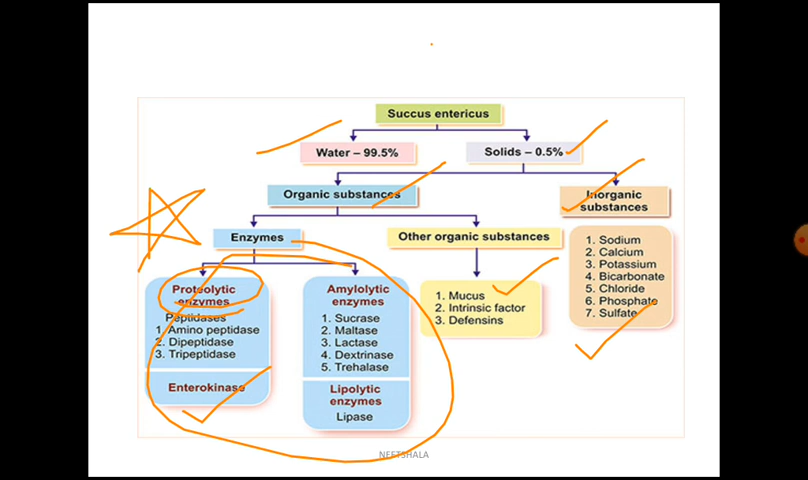 Succus entericus
Water – 99.5%
Solids – 0.5%
Organic substances
Inorganic
substances
Enzymes
Other organic substances
Proteolytic
enzymes
Peptidases
1. Amino peptidase
2. Dipeptidase
3. Tripeptidase
Enterokinase
Amylolytic
enzymes
1. Sucrase
2. Maltase
3. Lactase
4. Dextrinase
5. Trehalase
Lipolytic
enzymes
Lipase
1. Mucus
2. Intrinsic factor
3. Defensins
1. Sodium
2. Calcium
3. Potassium
4. Bicarbonate
5. Chloride
6. Phosphate
7. Sulfate
NEETSHALA